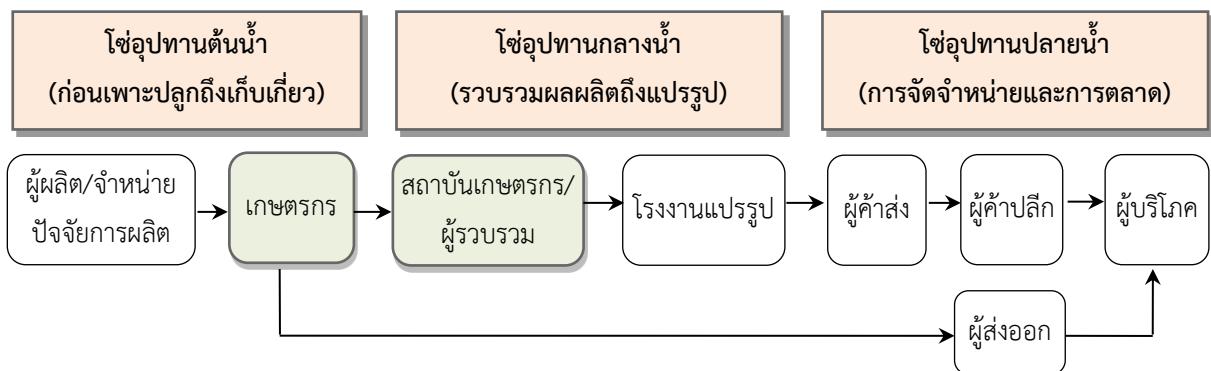 โซ่อุปทานต้นน้ำ
(ก่อนเพาะปลูกถึงเก็บเกี่ยว)
โซ่อุปทานกลางน้ำ
(รวบรวมผลผลิตถึงแปรรูป)
โซ่อุปทานปลายน้ำ
(การจัดจำหน่ายและการตลาด)
ผู้ผลิต/จำหน่าย
ปัจจัยการผลิต
เกษตรกร
สถาบันเกษตรกร/
ผู้รวบรวม
โรงงานแปรรูป
ผู้ค้าส่ง
ผู้ค้าปลีก
ผู้บริโภค
ผู้ส่งออก